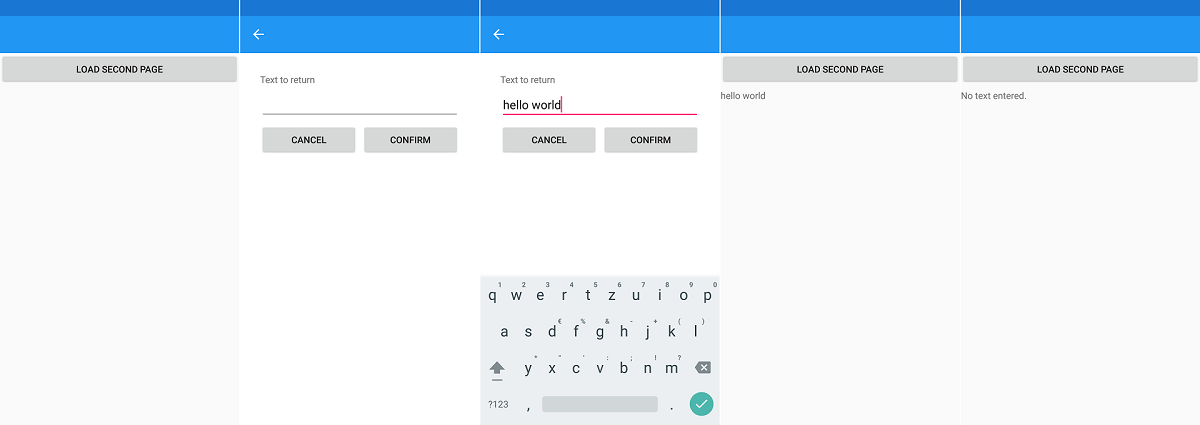 LOAD SECOND PAGE
Text to return
CANCEL CONFIRM
Text to return
hello world
CANCEL CONFIRM
1 2 3 4 5 6 7 8 9 0
q w e r t z u i o p
€ % & - + ( )
a s d f g h j k l
* " ' : ; ! ?
y x c v b n m
?123 , .
LOAD SECOND PAGE
hello world
LOAD SECOND PAGE
No text entered.